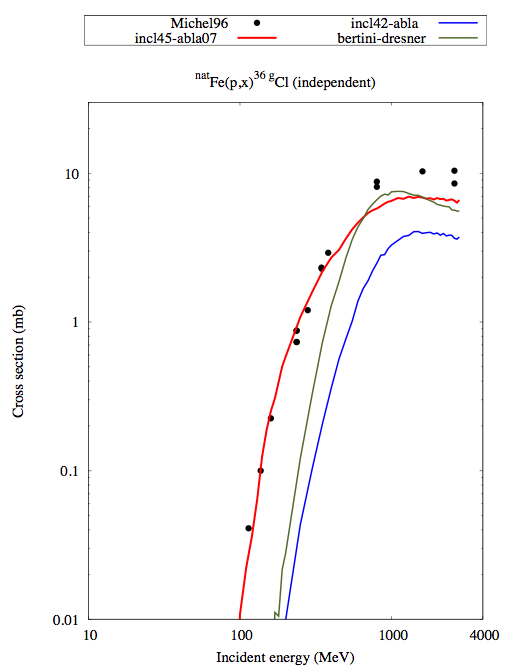 Michel96 incl42-abla
incl45-abla07 bertini-dresner
natFe(p,x)36 gCl (independent)
10
1
0.1
0.01
Cross section (mb)
10 100 1000 4000
Incident energy (MeV)